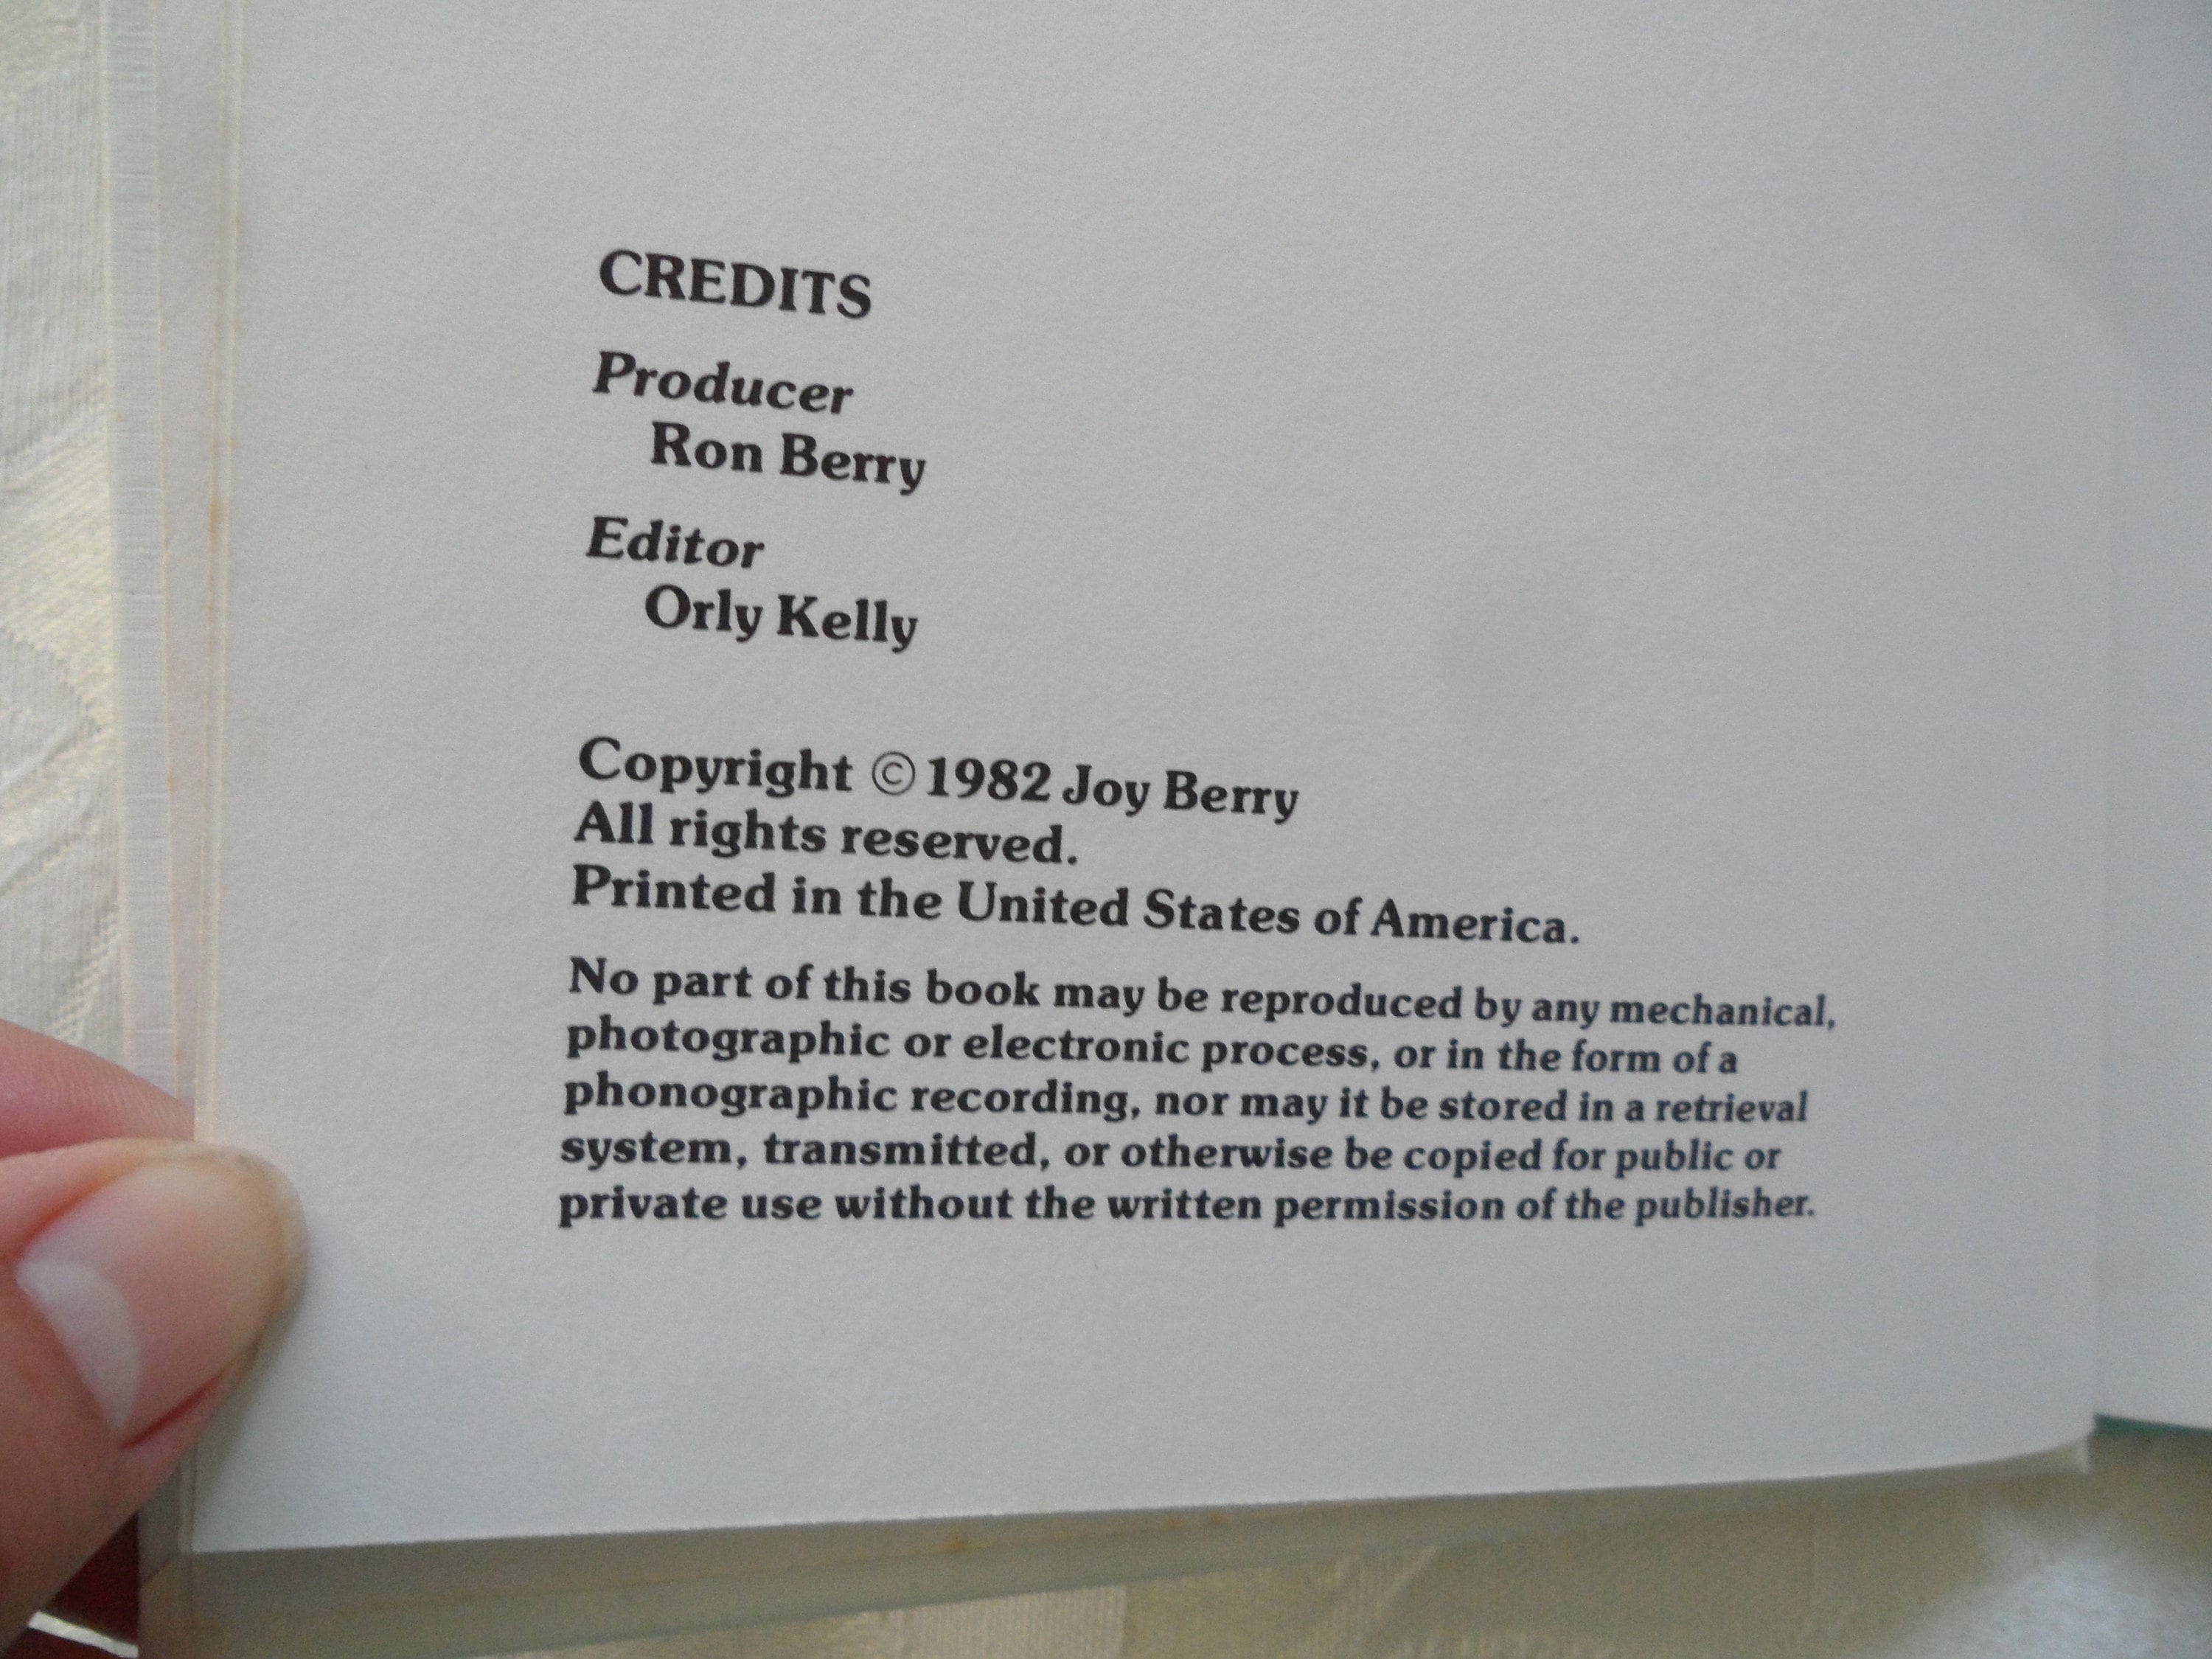 CREDITS
Producer
Ron Berry
Editor
Orly Kelly
Copyright © 1982 Joy Berry
All rights reserved.
Printed in the United States of America.
No part of this book may be reproduced by any mechanical,
photographic or electronic process, or in the form of a
phonographic recording, nor may it be stored in a retrieval
system, transmitted, or otherwise be copied for public or
private use without the written permission of the publisher.